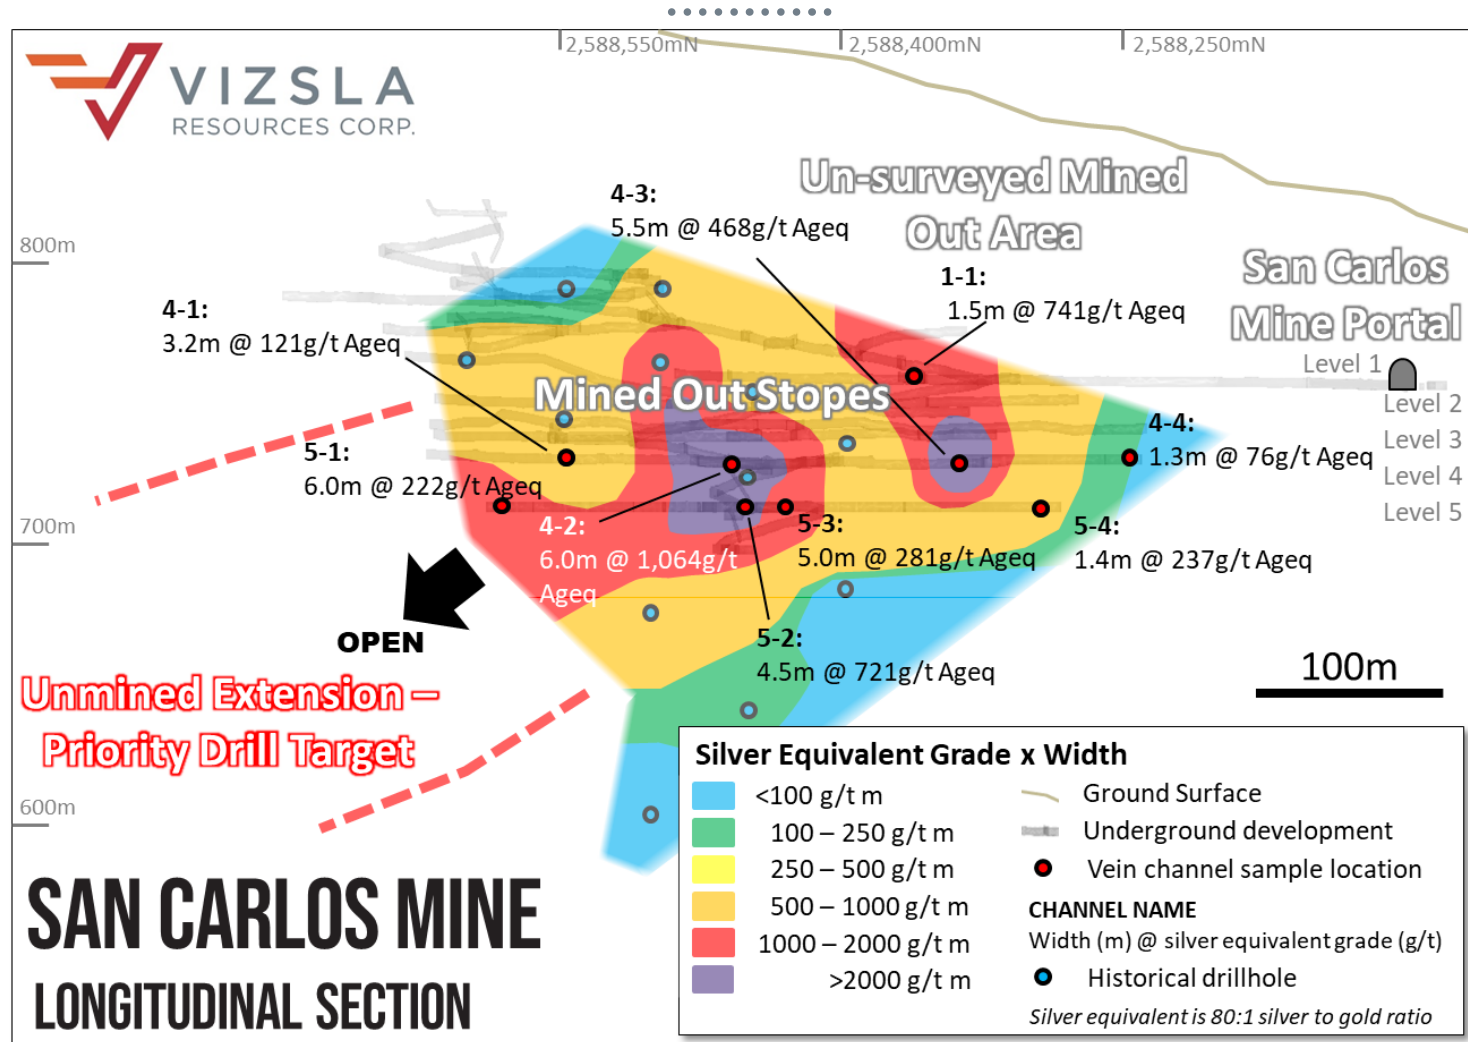 2,588,550mN
2,588,400mN
2,588,250mN
VIZSLA
RESOURCES CORP.
Un-surveyed Mined
Out Area
4-3:
5.5m @ 468g/t Ageq
800m
San Carlos
Mine Portal
1-1:
1.5m @ 741g/t Ageq
4-1:
3.2m @ 121g/t Ageq
Level 1
Mined Out Stopes
Level 2
4-4:
1.3m @ 76g/t Ageq
Level 3
5-1:
6.0m @ 222g/t Ageq
Level 4
Level 5
700m
4-2:
6.0m @ 1,064g/t
Ageq
5-3:
5.0m @ 281g/t Ageq
5-4:
1.4m @ 237g/t Ageq
OPEN
5-2:
4.5m @ 721g/t Ageq
100m
Unmined Extension –
Priority Drill Target
600m
Silver Equivalent Grade x Width
<100 g/t m
100 – 250 g/t m
250 – 500 g/t m
500 – 1000 g/t m
1000 – 2000 g/t m
>2000 g/t m
Ground Surface
Underground development
Vein channel sample location
CHANNEL NAME
Width (m) @ silver equivalent grade (g/t)
Historical drillhole
Silver equivalent is 80:1 silver to gold ratio
SAN CARLOS MINE
LONGITUDINAL SECTION